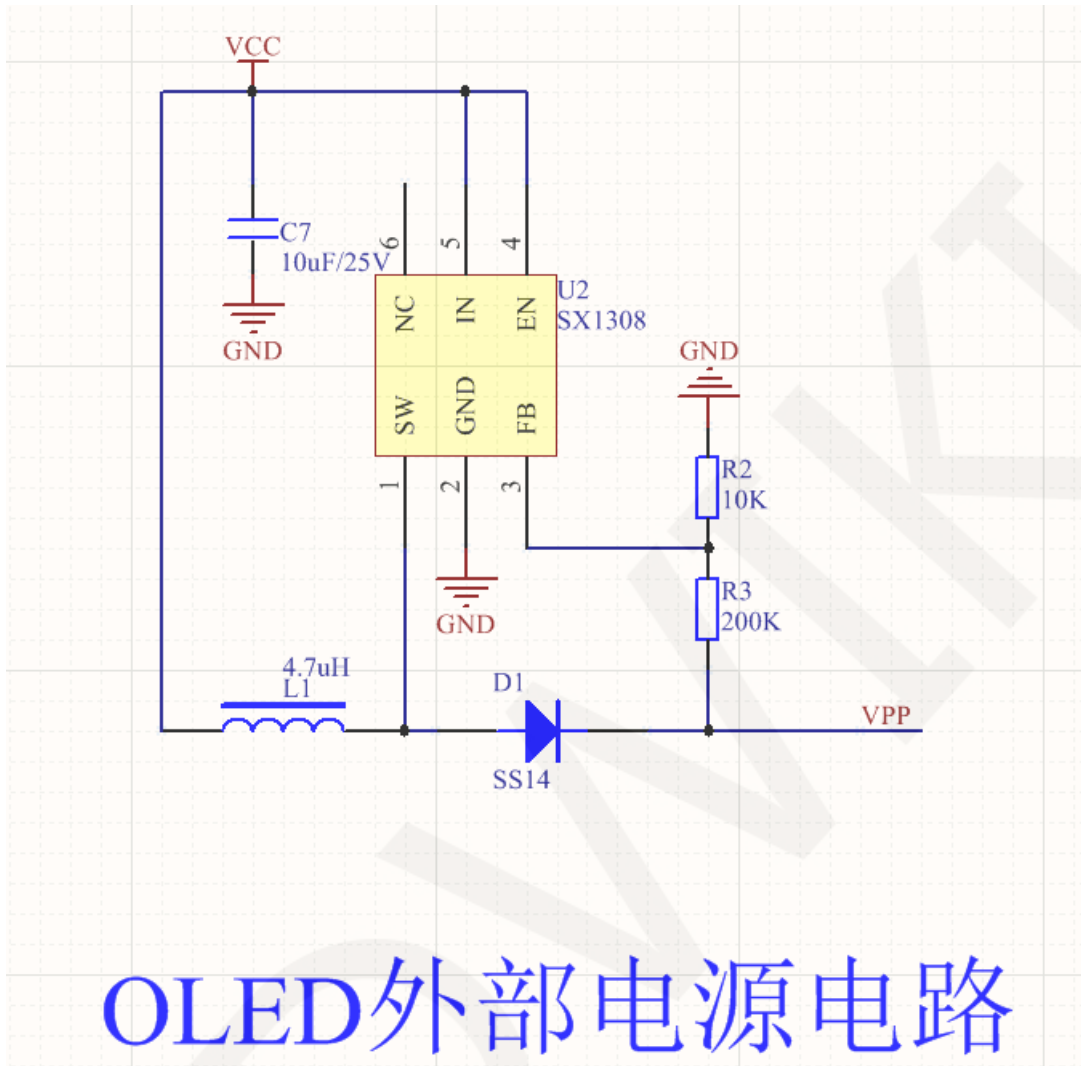 VCC
C7
10uF/25V
GND
6
5
4
NC
IN
EN
U2
SX1308
SW
GND
FB
1
2
3
GND
GND
R2
10K
R3
200K
4.7uH
L1
D1
SS14
VPP
OLED外部电源电路